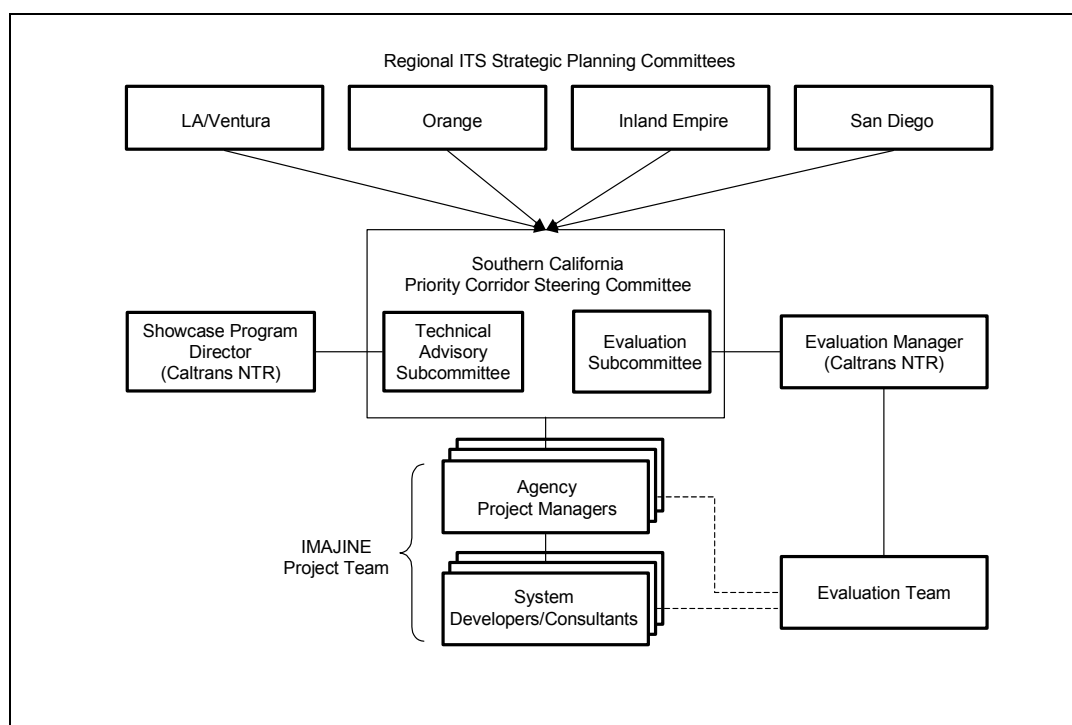 Regional ITS Strategic Planning Committees
LA/Ventura
Orange
Inland Empire
San Diego
Southern California
Priority Corridor Steering Committee
Showcase Program
Director
(Caltrans NTR)
Technical
Advisory
Subcommittee
Evaluation
Subcommittee
Evaluation Manager
(Caltrans NTR)
IMAJINE
Project Team
Agency
Project Managers
System
Developers/Consultants
Evaluation Team